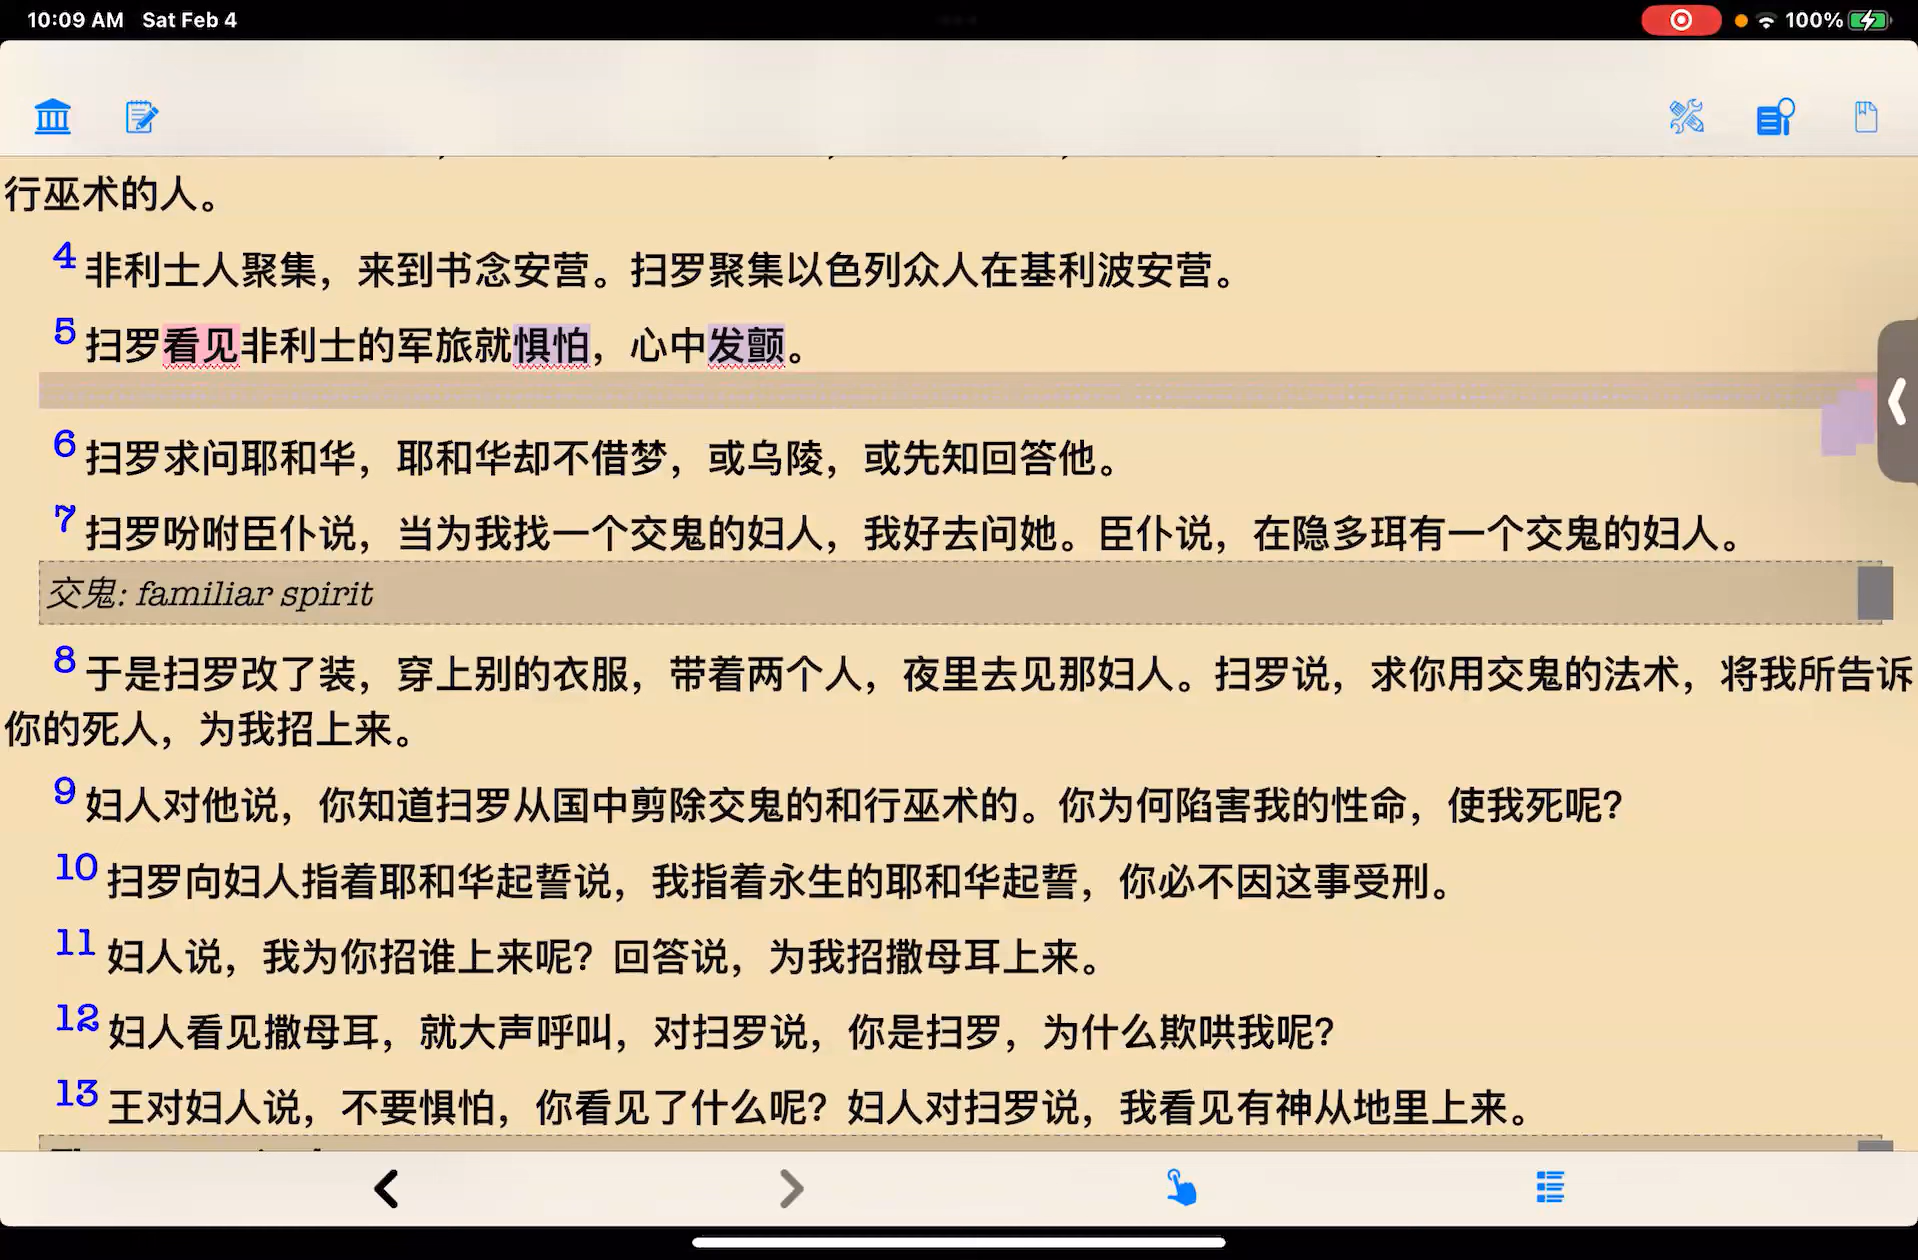 10:09 AM Sat Feb 4
100%
行巫术的人。
4 非利士人聚集，来到书念安营。扫罗聚集以色列众人在基利波安营。
5 扫罗看见非利士的军旅就惧怕，心中发颤。
6 扫罗求问耶和华，耶和华却不借梦，或乌陵，或先知回答他。
7 扫罗吩咐臣仆说，当为我找一个交鬼的妇人，我好去问她。臣仆说，在隐多珥有一个交鬼的妇人。
交鬼: familiar spirit
8 于是扫罗改了装，穿上别的衣服，带着两个人，夜里去见那妇人。扫罗说，求你用交鬼的法术，将我所告诉
你的死人，为我招上来。
9 妇人对他说，你知道扫罗从国中剪除交鬼的和行巫术的。你为何陷害我的性命，使我死呢？
10 扫罗向妇人指着耶和华起誓说，我指着永生的耶和华起誓，你必不因这事受刑。
11 妇人说，我为你招谁上来呢？回答说，为我招撒母耳上来。
12 妇人看见撒母耳，就大声呼叫，对扫罗说，你是扫罗，为什么欺哄我呢？
13 王对妇人说，不要惧怕，你看见了什么呢？妇人对扫罗说，我看见有神从地里上来。